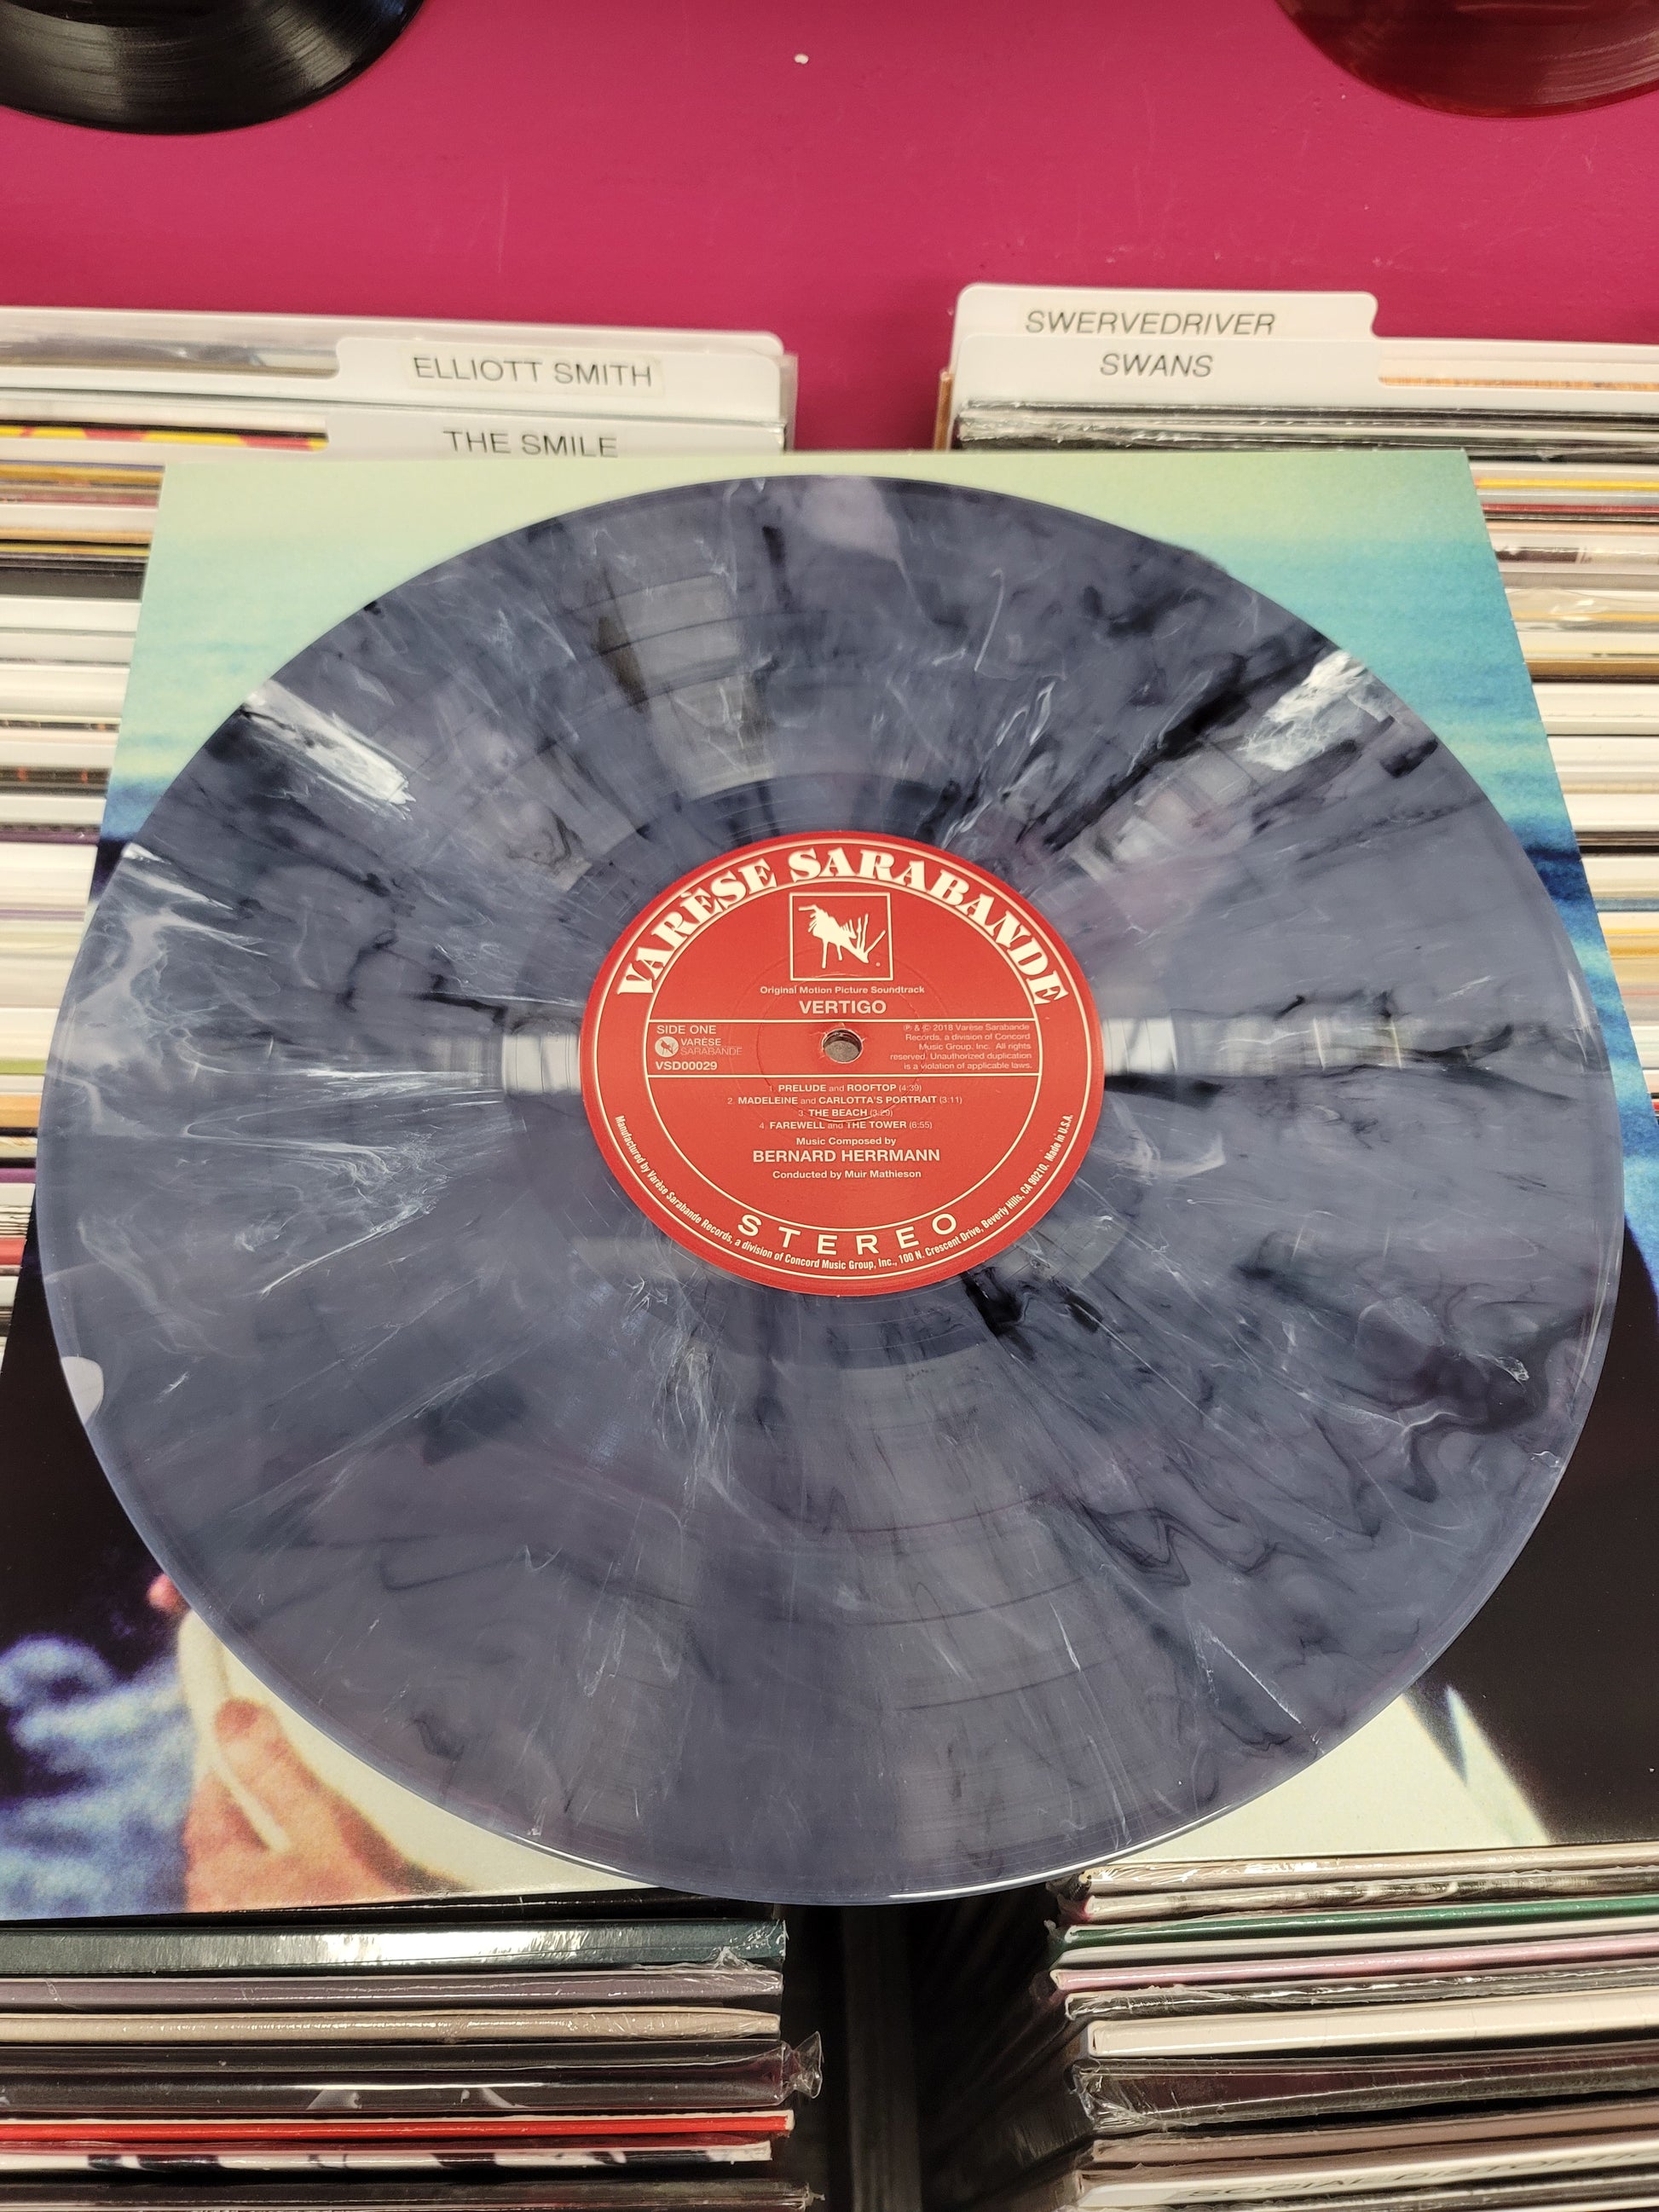 SWERVEDRIVER
ELLIOTT SMITH
SWANS
THE SMILE
VARÈSE SARABANDE
Original Motion Picture Soundtrack
VERTIGO
SIDE ONE
VARÈSE
SARABANDE
VSD00029
℗ & © 2018 Varèse Sarabande
Records, a division of Concord
Music Group, Inc. All rights
reserved. Unauthorized duplication
is a violation of applicable laws.
1. PRELUDE and ROOFTOP (4:39)
2. MADELEINE and CARLOTTA'S PORTRAIT (3:11)
3. THE BEACH (3:29)
4. FAREWELL and THE TOWER (6:55)
Music Composed by
BERNARD HERRMANN
Conducted by Muir Mathieson
STEREO
Manufactured by Varèse Sarabande Records, a division of Concord Music Group, Inc., 100 N. Crescent Drive, Beverly Hills, CA 90210. Made in U.S.A.